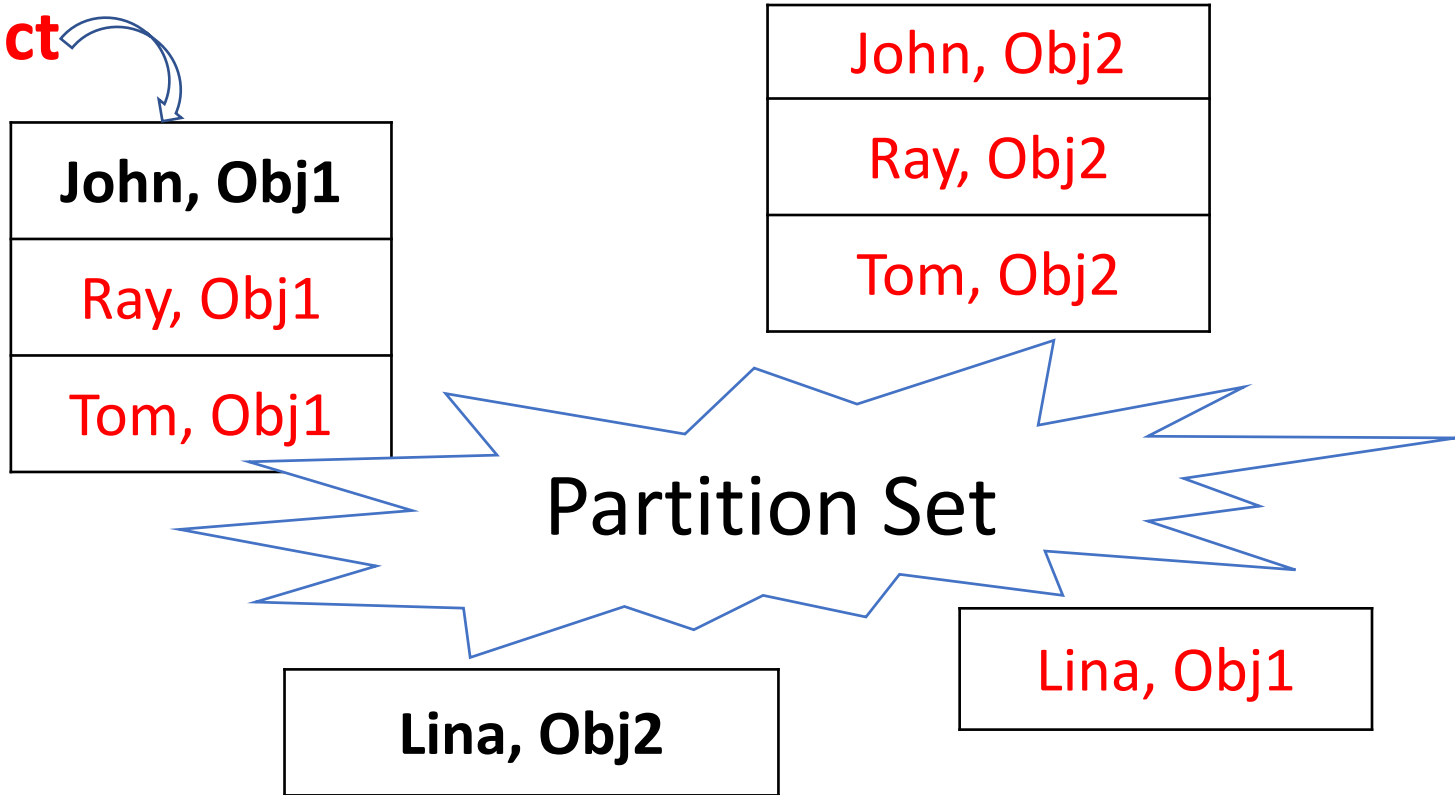 ct
John, Obj1
Ray, Obj1
Tom, Obj1
John, Obj2
Ray, Obj2
Tom, Obj2
Partition Set
Lina, Obj2
Lina, Obj1